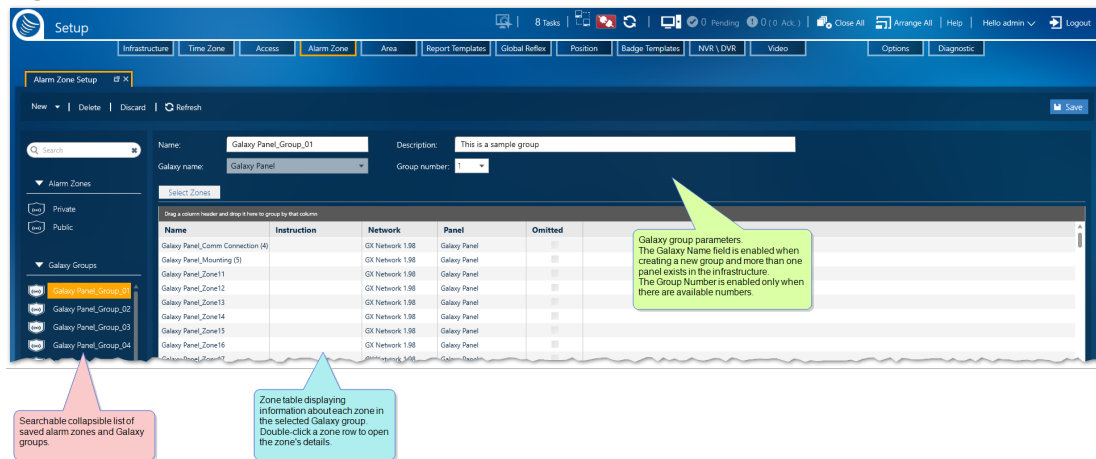 Setup
8 Tasks
0 Pending
0 ( 0 Ack. )
Close All
Arrange All
Help
Hello admin
Logout
Infrastructure
Time Zone
Access
Alarm Zone
Area
Report Templates
Global Reflex
Position
Badge Templates
NVR \ DVR
Video
Options
Diagnostic
Alarm Zone Setup
New
Delete
Discard
Refresh
Save
Search
Alarm Zones
Private
Public
Galaxy Groups
Galaxy Panel_Group_01
Galaxy Panel_Group_02
Galaxy Panel_Group_03
Galaxy Panel_Group_04
Name: Galaxy Panel_Group_01 Description: This is a sample group
Galaxy name: Galaxy Panel Group number: 1
Select Zones
Drag a column header and drop it here to group by that column
Name Instruction Network Panel Omitted
Galaxy Panel_Comm Connection (4) GX Network 1.98 Galaxy Panel
Galaxy Panel_Mounting (5) GX Network 1.98 Galaxy Panel
Galaxy Panel_Zone11 GX Network 1.98 Galaxy Panel
Galaxy Panel_Zone12 GX Network 1.98 Galaxy Panel
Galaxy Panel_Zone13 GX Network 1.98 Galaxy Panel
Galaxy Panel_Zone14 GX Network 1.98 Galaxy Panel
Galaxy Panel_Zone15 GX Network 1.98 Galaxy Panel
Galaxy Panel_Zone16 GX Network 1.98 Galaxy Panel
Galaxy group parameters.
The Galaxy Name field is enabled when
creating a new group and more than one
panel exists in the infrastructure.
The Group Number is enabled only when
there are available numbers.
Searchable collapsible list of
saved alarm zones and Galaxy
groups.
Zone table displaying
information about each zone in
the selected Galaxy group.
Double-click a zone row to open
the zone's details.